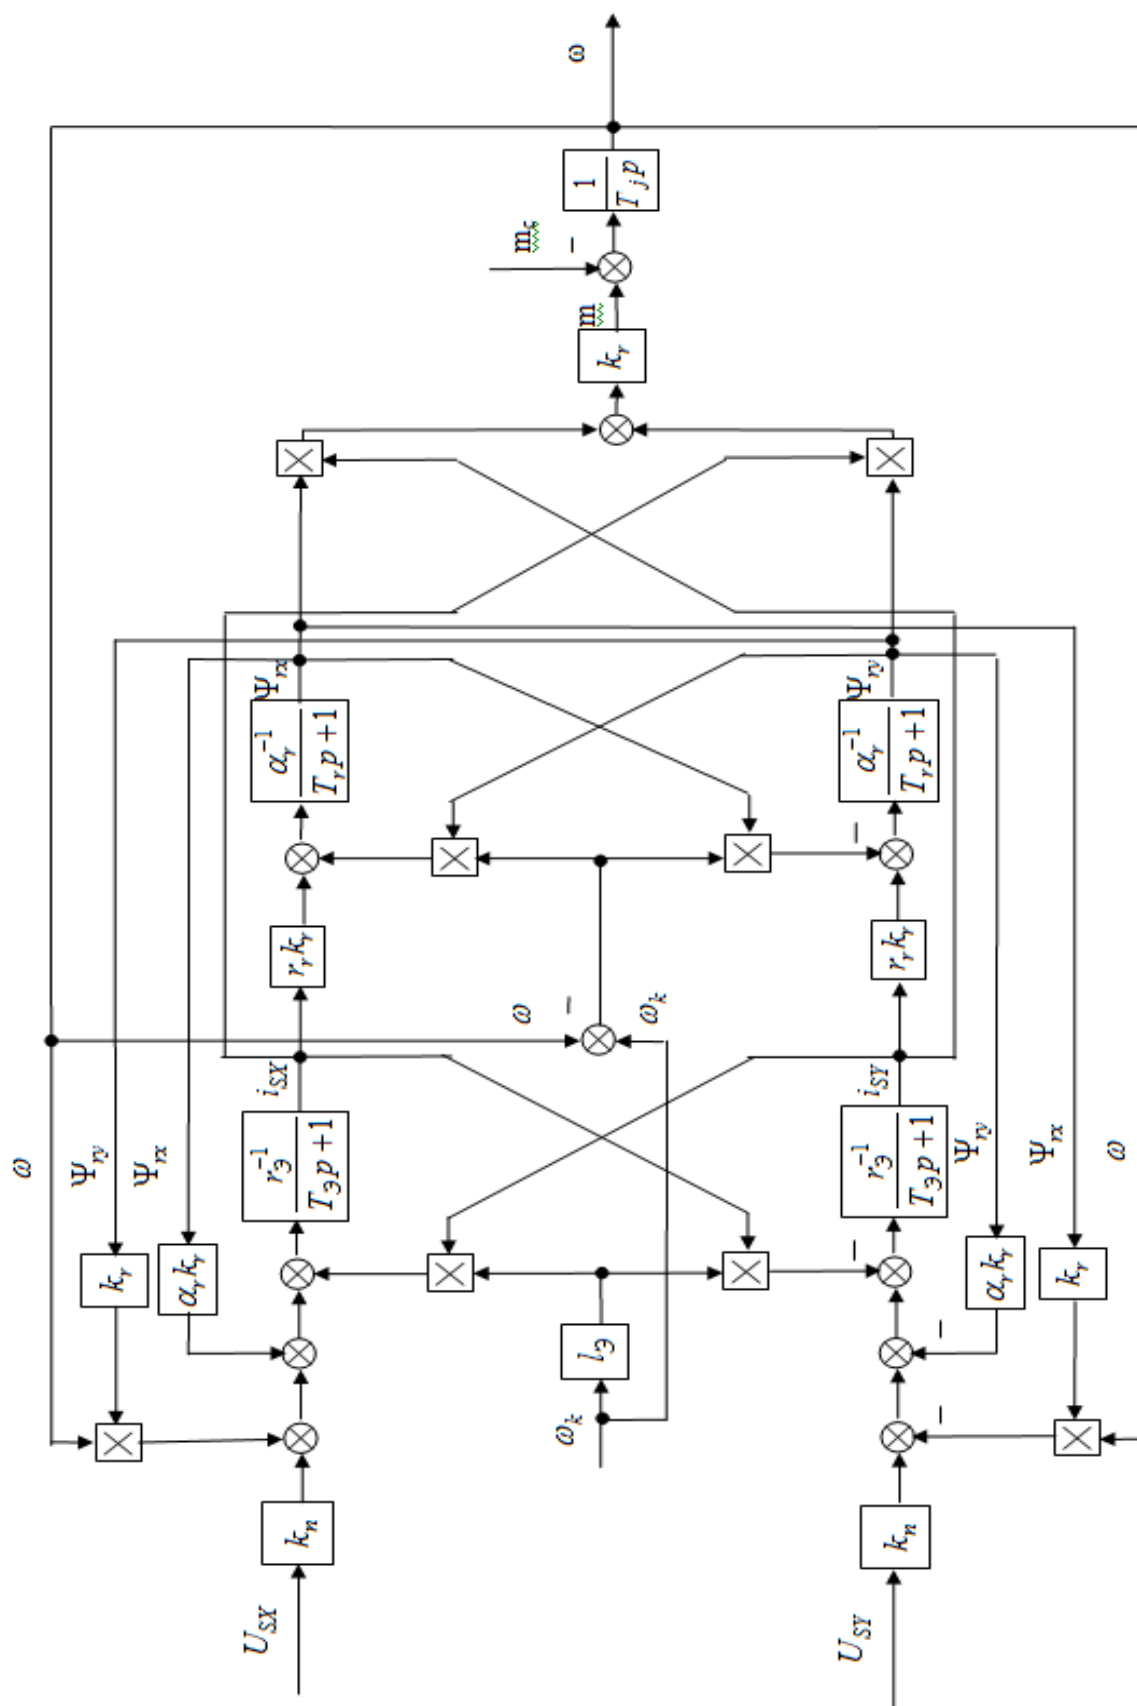 ω
Ψ_ry
k_r
Ψ_rx
α_r k_r
U_SX
k_n
r_Э^{-1}
T_Э p + 1
i_SX
r_r k_r
α_r^{-1}
T_r p + 1
Ψ_rx
ω
−
ω_k
ω_k
l_Э
k_r
m
m_c
−
1
T_j p
ω
U_SY
k_n
−
r_Э^{-1}
T_Э p + 1
i_SY
r_r k_r
−
α_r^{-1}
T_r p + 1
Ψ_ry
−
−
α_r k_r
Ψ_ry
k_r
Ψ_rx
ω